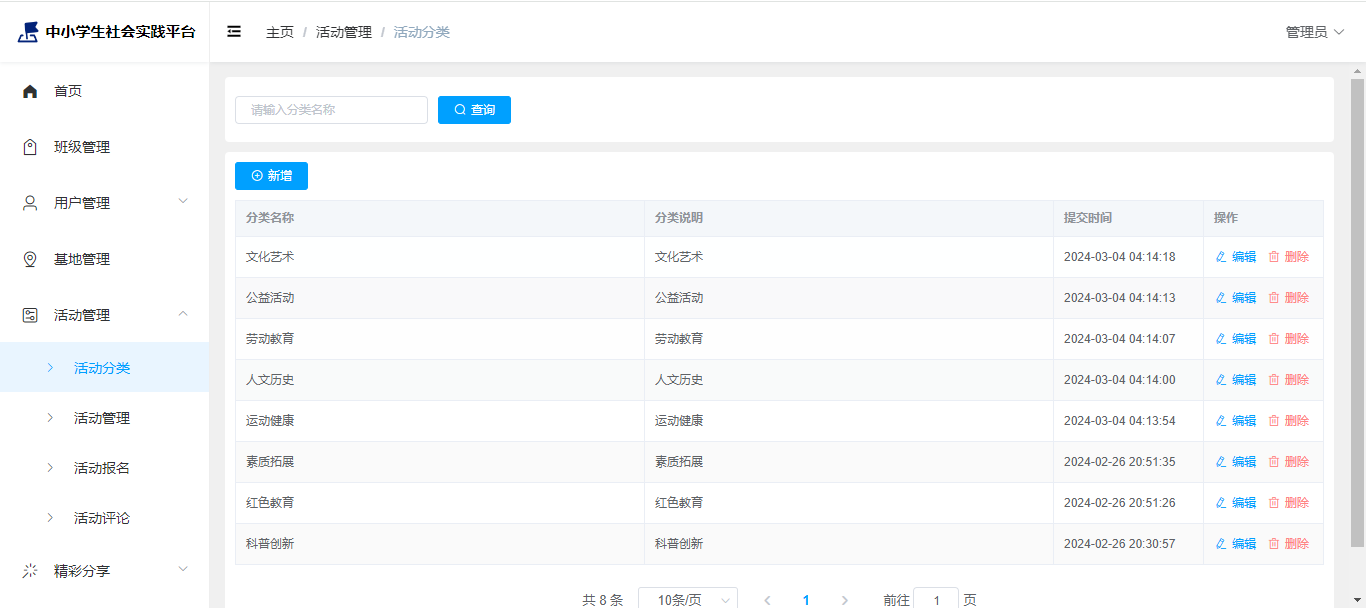 中小学生社会实践平台
主页 / 活动管理 / 活动分类
管理员
首页
班级管理
用户管理
基地管理
活动管理
活动分类
活动管理
活动报名
活动评论
精彩分享
请输入分类名称 查询
新增
分类名称 分类说明 提交时间 操作
文化艺术 文化艺术 2024-03-04 04:14:18 编辑 删除
公益活动 公益活动 2024-03-04 04:14:13 编辑 删除
劳动教育 劳动教育 2024-03-04 04:14:07 编辑 删除
人文历史 人文历史 2024-03-04 04:14:00 编辑 删除
运动健康 运动健康 2024-03-04 04:13:54 编辑 删除
素质拓展 素质拓展 2024-02-26 20:51:35 编辑 删除
红色教育 红色教育 2024-02-26 20:51:26 编辑 删除
科普创新 科普创新 2024-02-26 20:30:57 编辑 删除
共 8 条 10条/页 1 前往 1 页